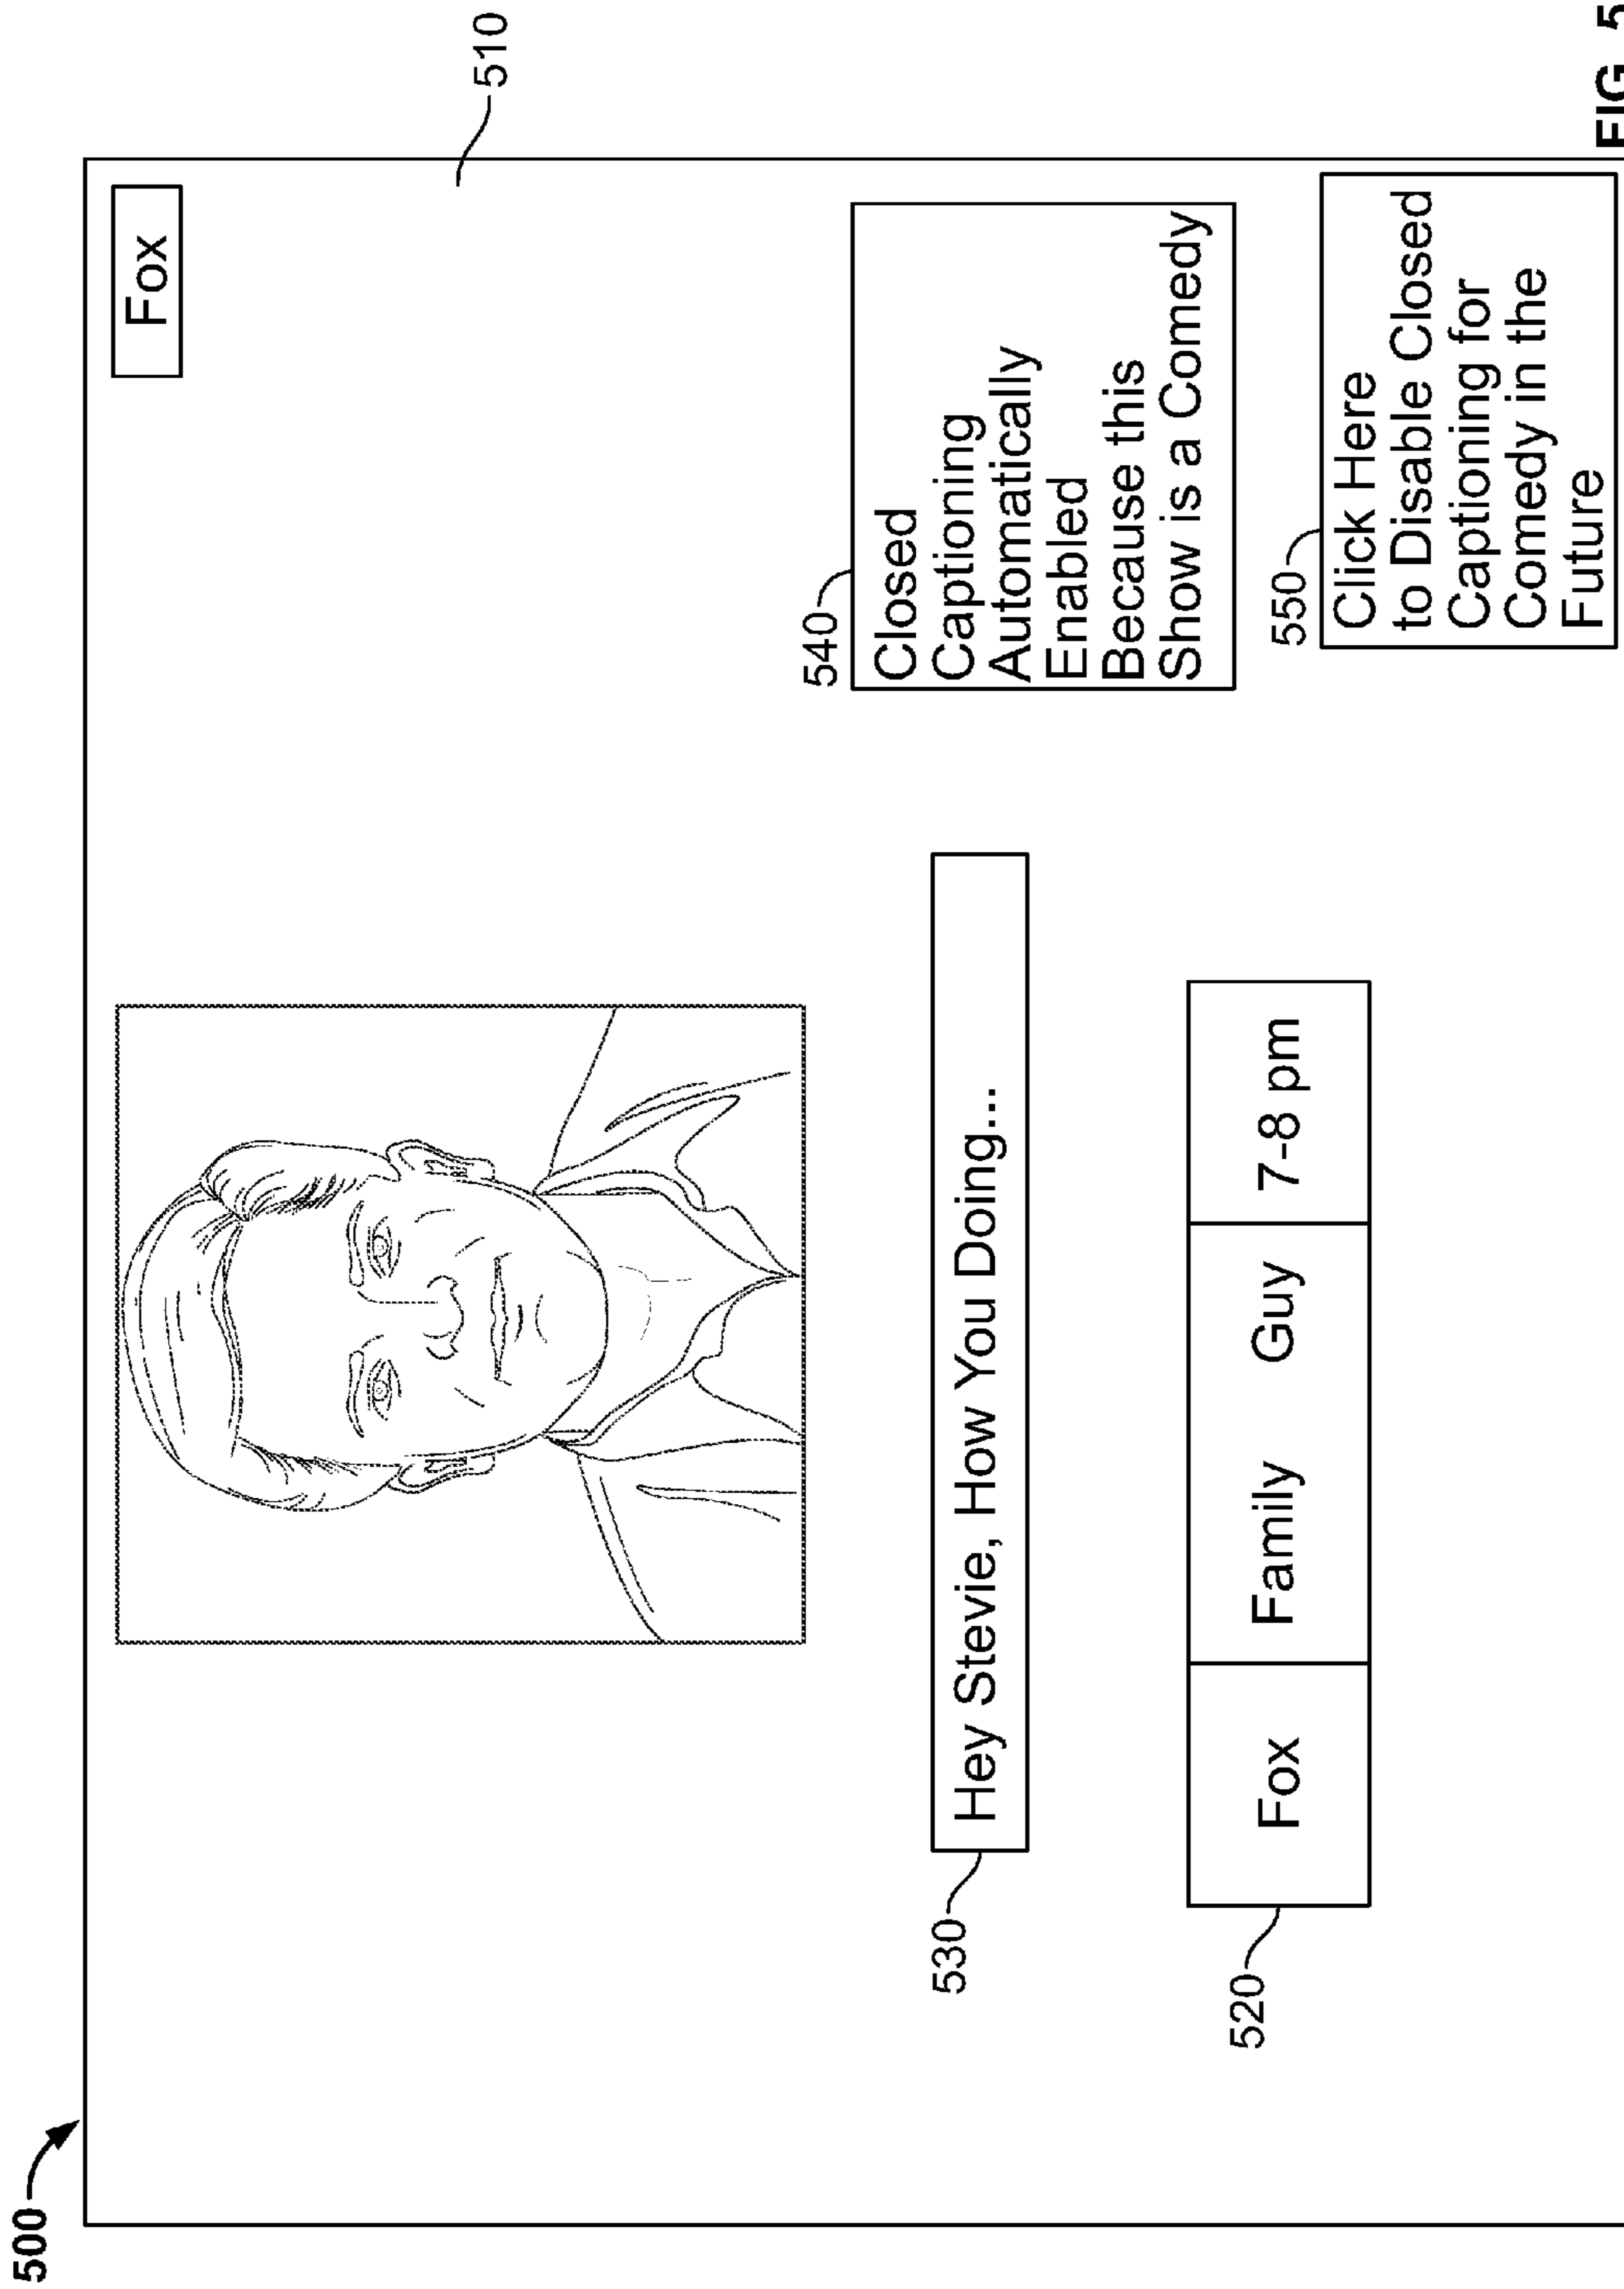 500
Fox
510
530
Hey Stevie, How You Doing...
540
Closed
Captioning
Automatically
Enabled
Because this
Show is a Comedy
520
Fox Family Guy 7-8 pm
550
Click Here
to Disable Closed
Captioning for
Comedy in the
Future
FIG. 5